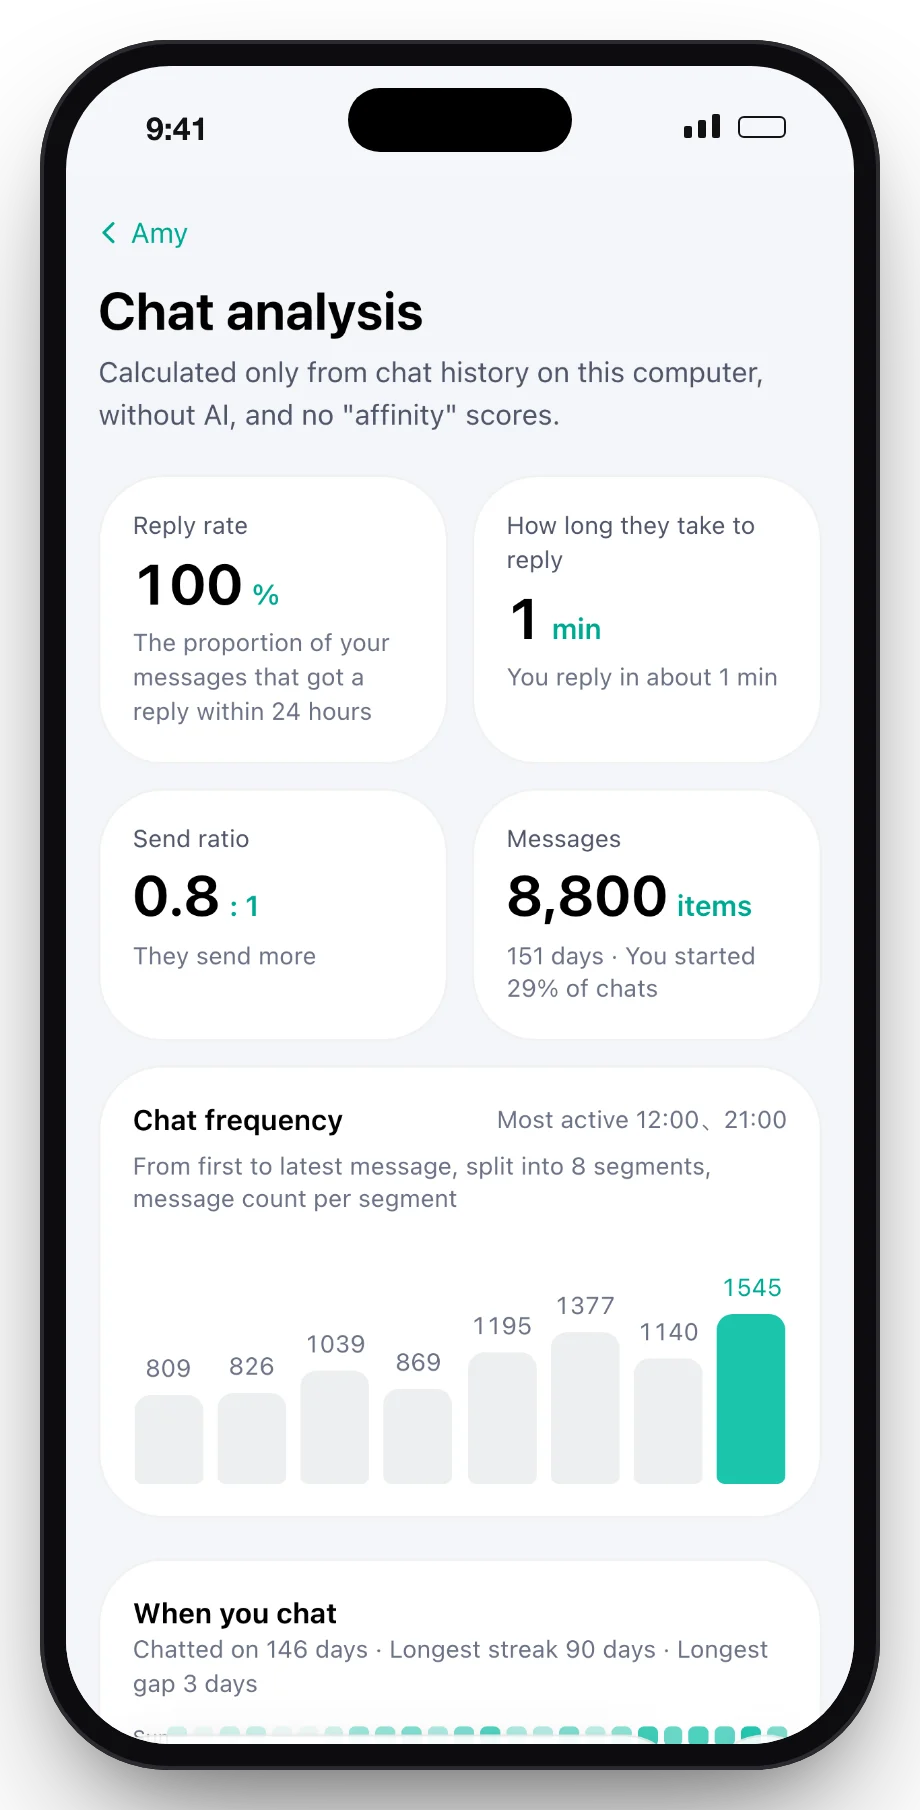 9:41
Amy
Chat analysis
Calculated only from chat history on this computer,
without AI, and no "affinity" scores.
Reply rate
100 %
The proportion of your
messages that got a
reply within 24 hours
How long they take to
reply
1 min
You reply in about 1 min
Send ratio
0.8 : 1
They send more
Messages
8,800 items
151 days · You started
29% of chats
Chat frequency
Most active 12:00、21:00
From first to latest message, split into 8 segments,
message count per segment
809
826
1039
869
1195
1377
1140
1545
When you chat
Chatted on 146 days · Longest streak 90 days · Longest
gap 3 days